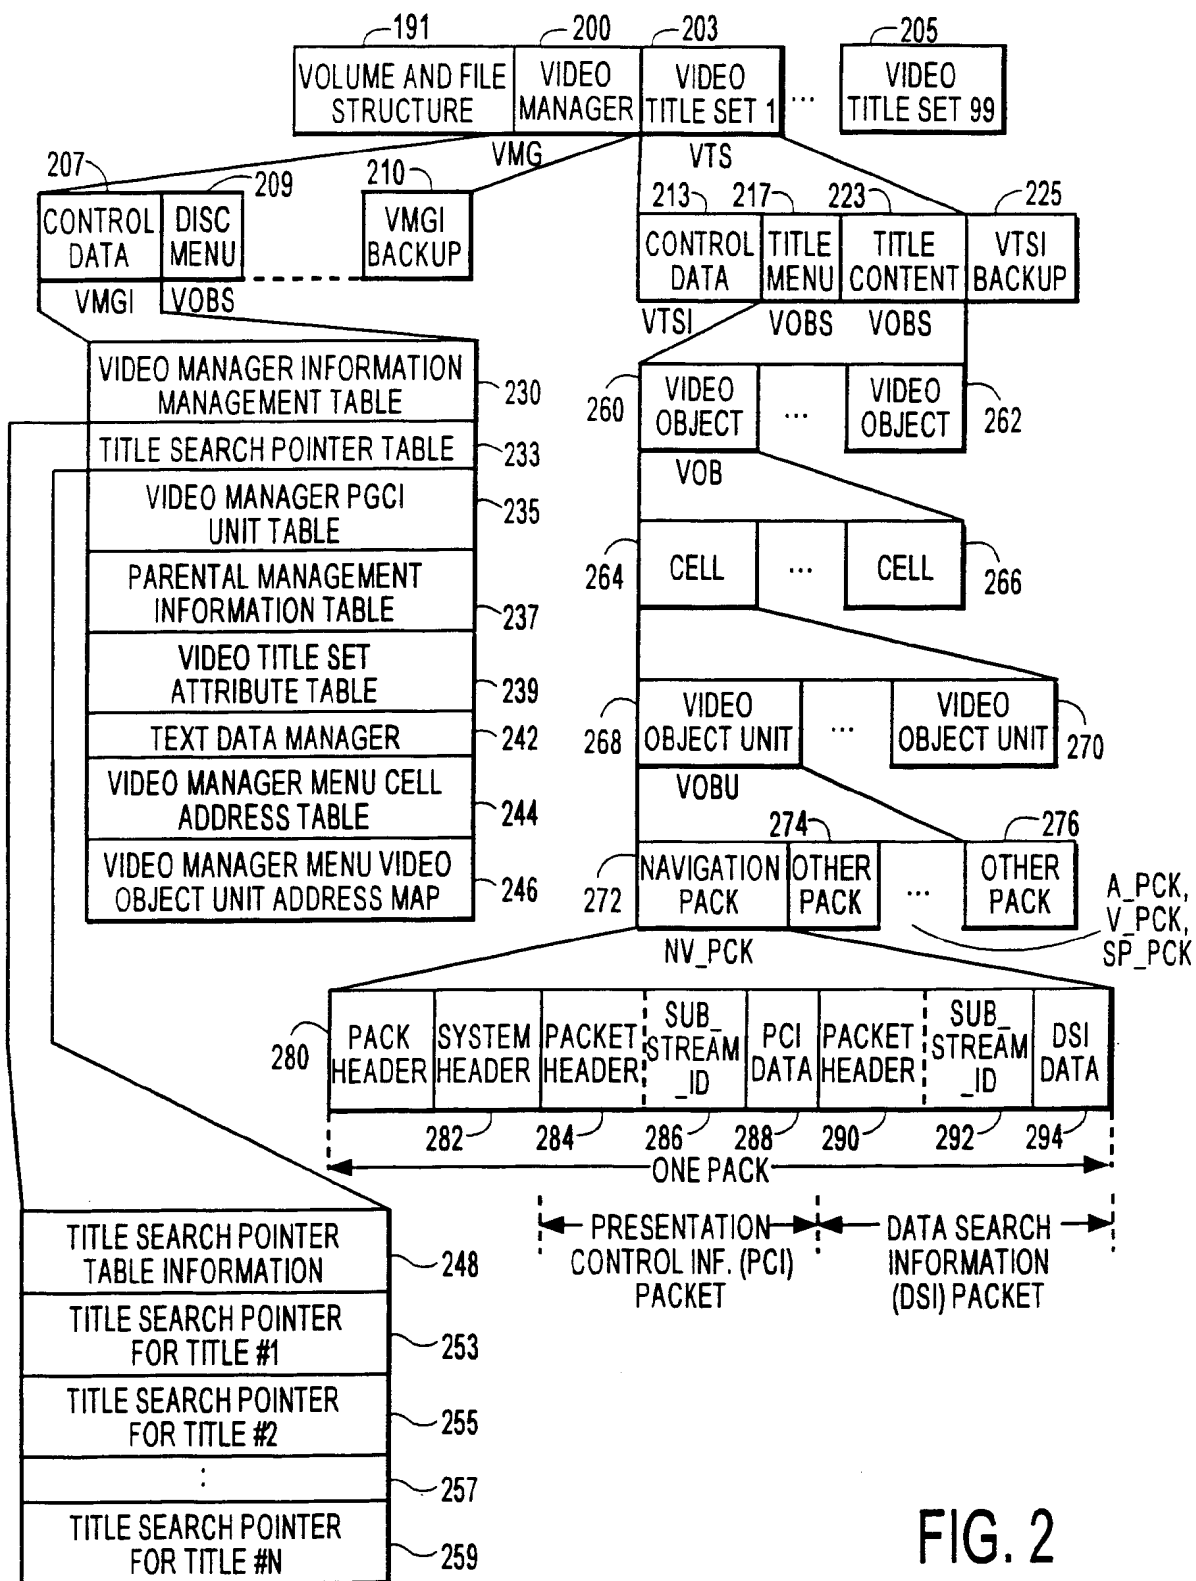 191 200 203 205
VOLUME AND FILE STRUCTURE
VIDEO MANAGER
VIDEO TITLE SET 1
...
VIDEO TITLE SET 99
VMG
VTS
207
209
210
CONTROL DATA
DISC MENU
VMGI BACKUP
VMGI
VOBS
213 217 223 225
CONTROL DATA
TITLE MENU
TITLE CONTENT
VTSI BACKUP
VTSI
VOBS
VOBS
VIDEO MANAGER INFORMATION
MANAGEMENT TABLE
230
TITLE SEARCH POINTER TABLE
233
VIDEO MANAGER PGCI
UNIT TABLE
235
PARENTAL MANAGEMENT
INFORMATION TABLE
237
VIDEO TITLE SET
ATTRIBUTE TABLE
239
TEXT DATA MANAGER
242
VIDEO MANAGER MENU CELL
ADDRESS TABLE
244
VIDEO MANAGER MENU VIDEO
OBJECT UNIT ADDRESS MAP
246
260
VIDEO OBJECT
...
VIDEO OBJECT
262
VOB
264
CELL
...
CELL
266
268
VIDEO OBJECT UNIT
...
VIDEO OBJECT UNIT
270
VOBU
274
276
272
NAVIGATION PACK
OTHER PACK
...
OTHER PACK
A_PCK,
V_PCK,
SP_PCK
NV_PCK
280
PACK HEADER
SYSTEM HEADER
PACKET HEADER
SUB_ STREAM _ID
PCI DATA
PACKET HEADER
SUB_ STREAM _ID
DSI DATA
282 284 286 288 290 292 294
ONE PACK
PRESENTATION
CONTROL INF. (PCI)
PACKET
DATA SEARCH
INFORMATION
(DSI) PACKET
TITLE SEARCH POINTER
TABLE INFORMATION
248
TITLE SEARCH POINTER
FOR TITLE #1
253
TITLE SEARCH POINTER
FOR TITLE #2
255
:
257
TITLE SEARCH POINTER
FOR TITLE #N
259
FIG. 2